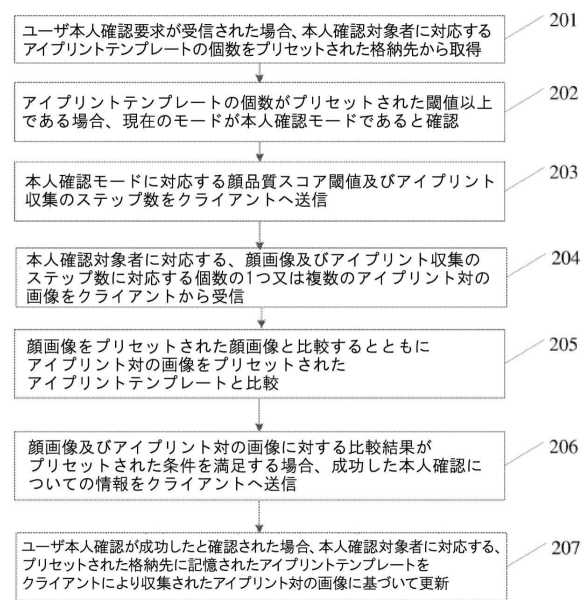 ユーザ本人確認要求が受信された場合、本人確認対象者に対応する
アイプリントテンプレートの個数をプリセットされた格納先から取得
201
アイプリントテンプレートの個数がプリセットされた閾値以上
である場合、現在のモードが本人確認モードであると確認
202
本人確認モードに対応する顔品質スコア閾値及びアイプリント
収集のステップ数をクライアントへ送信
203
本人確認対象者に対応する、顔画像及びアイプリント収集の
ステップ数に対応する個数の1つ又は複数のアイプリント対の
画像をクライアントから受信
204
顔画像をプリセットされた顔画像と比較するとともに
アイプリント対の画像をプリセットされた
アイプリントテンプレートと比較
205
顔画像及びアイプリント対の画像に対する比較結果が
プリセットされた条件を満足する場合、成功した本人確認に
ついての情報をクライアントへ送信
206
ユーザ本人確認が成功したと確認された場合、本人確認対象者に対応する、
プリセットされた格納先に記憶されたアイプリントテンプレートを
クライアントにより収集されたアイプリント対の画像に基づいて更新
207